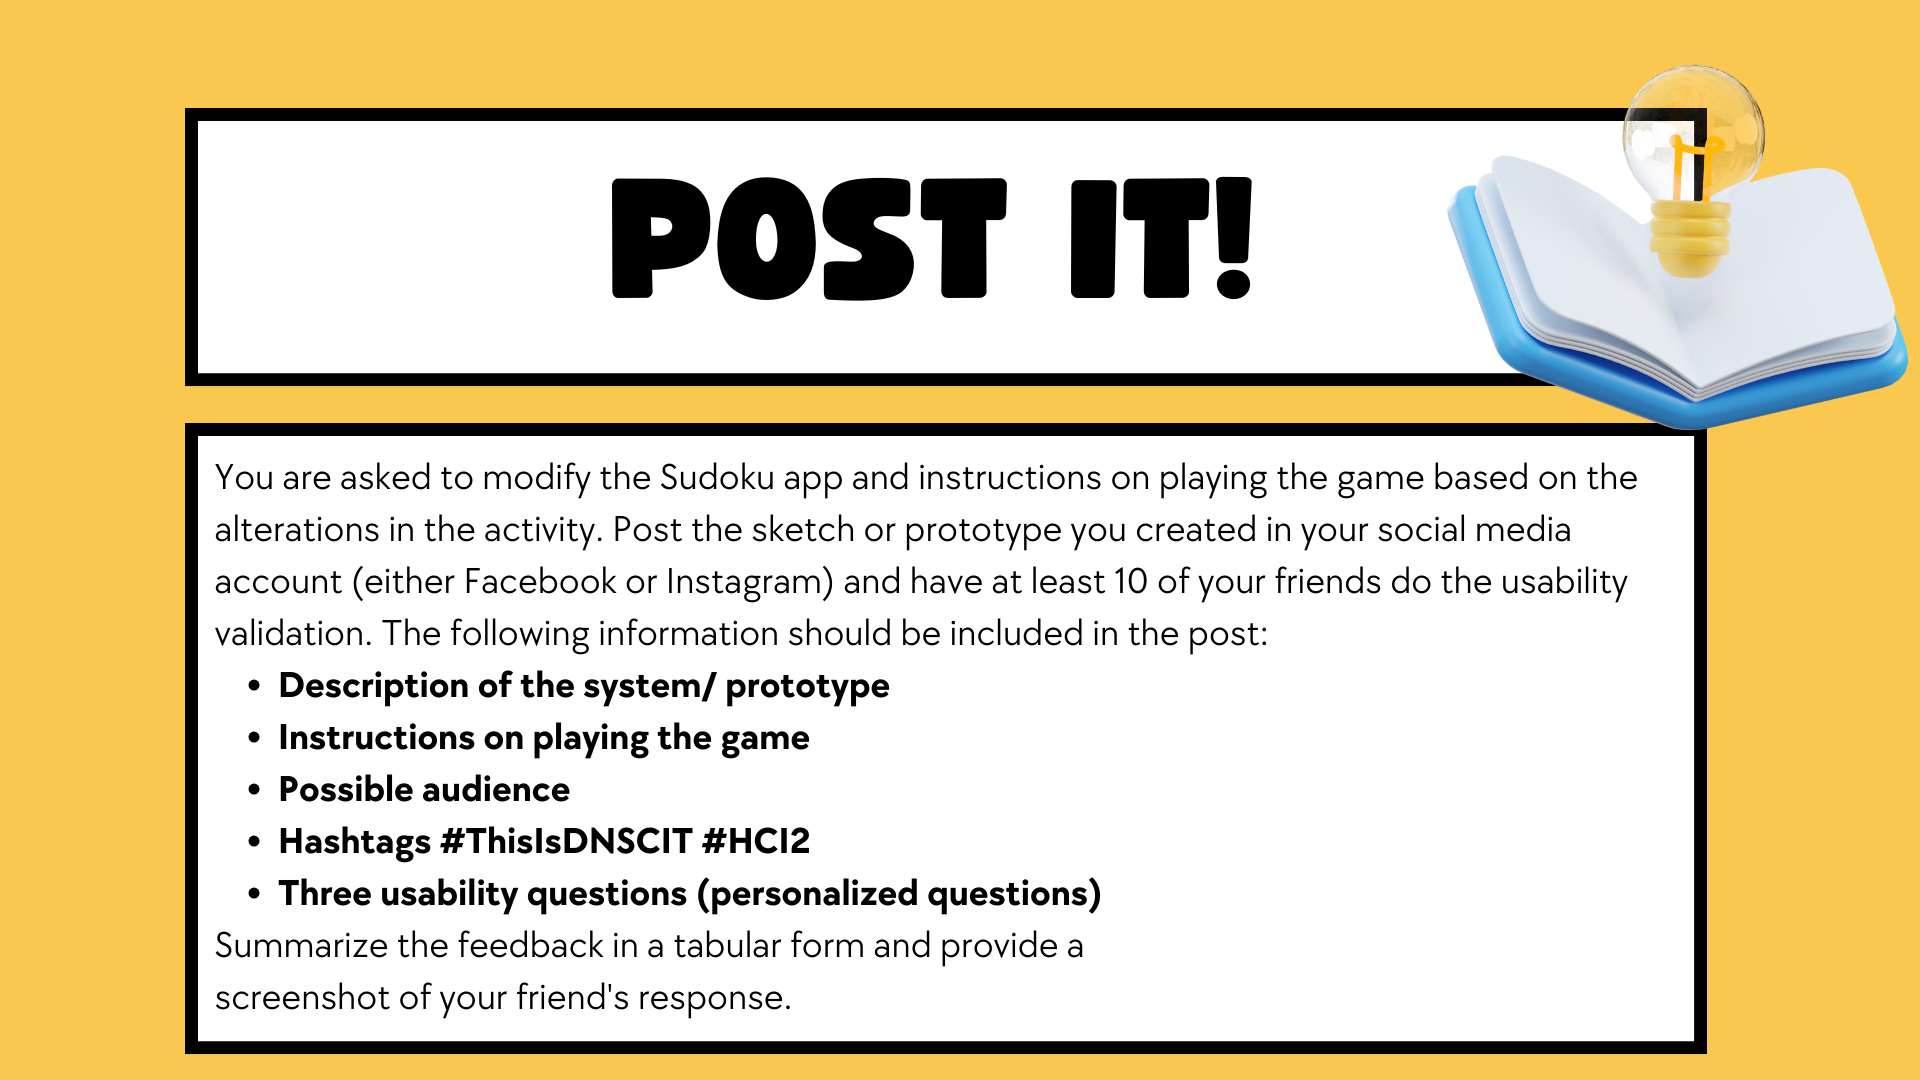 POST IT!
You are asked to modify the Sudoku app and instructions on playing the game based on the
alterations in the activity. Post the sketch or prototype you created in your social media
account (either Facebook or Instagram) and have at least 10 of your friends do the usability
validation. The following information should be included in the post:
• Description of the system/ prototype
• Instructions on playing the game
• Possible audience
• Hashtags #ThisIsDNSCIT #HCI2
• Three usability questions (personalized questions)
Summarize the feedback in a tabular form and provide a
screenshot of your friend's response.